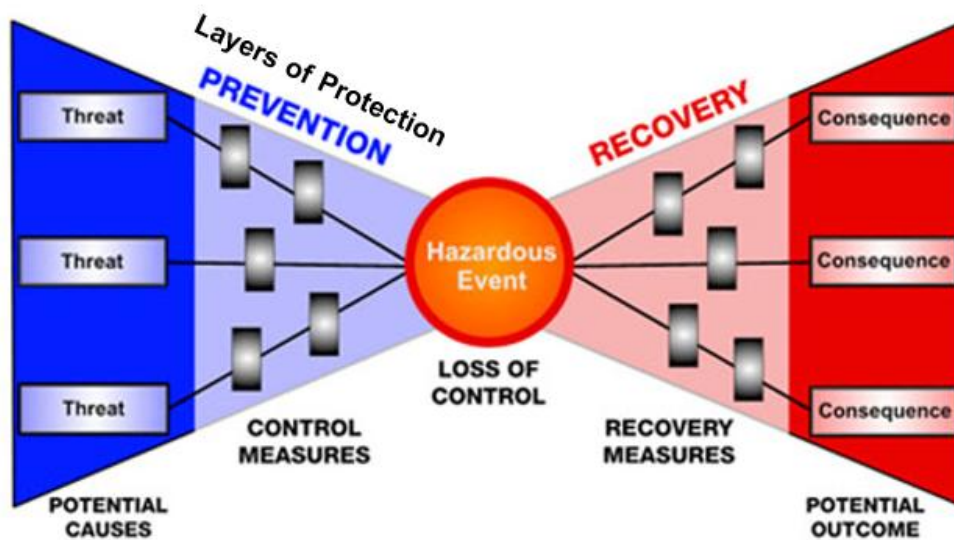 Layers of Protection
PREVENTION
RECOVERY
Threat
Threat
Threat
Hazardous
Event
Consequence
Consequence
Consequence
LOSS OF
CONTROL
CONTROL
MEASURES
RECOVERY
MEASURES
POTENTIAL
CAUSES
POTENTIAL
OUTCOME